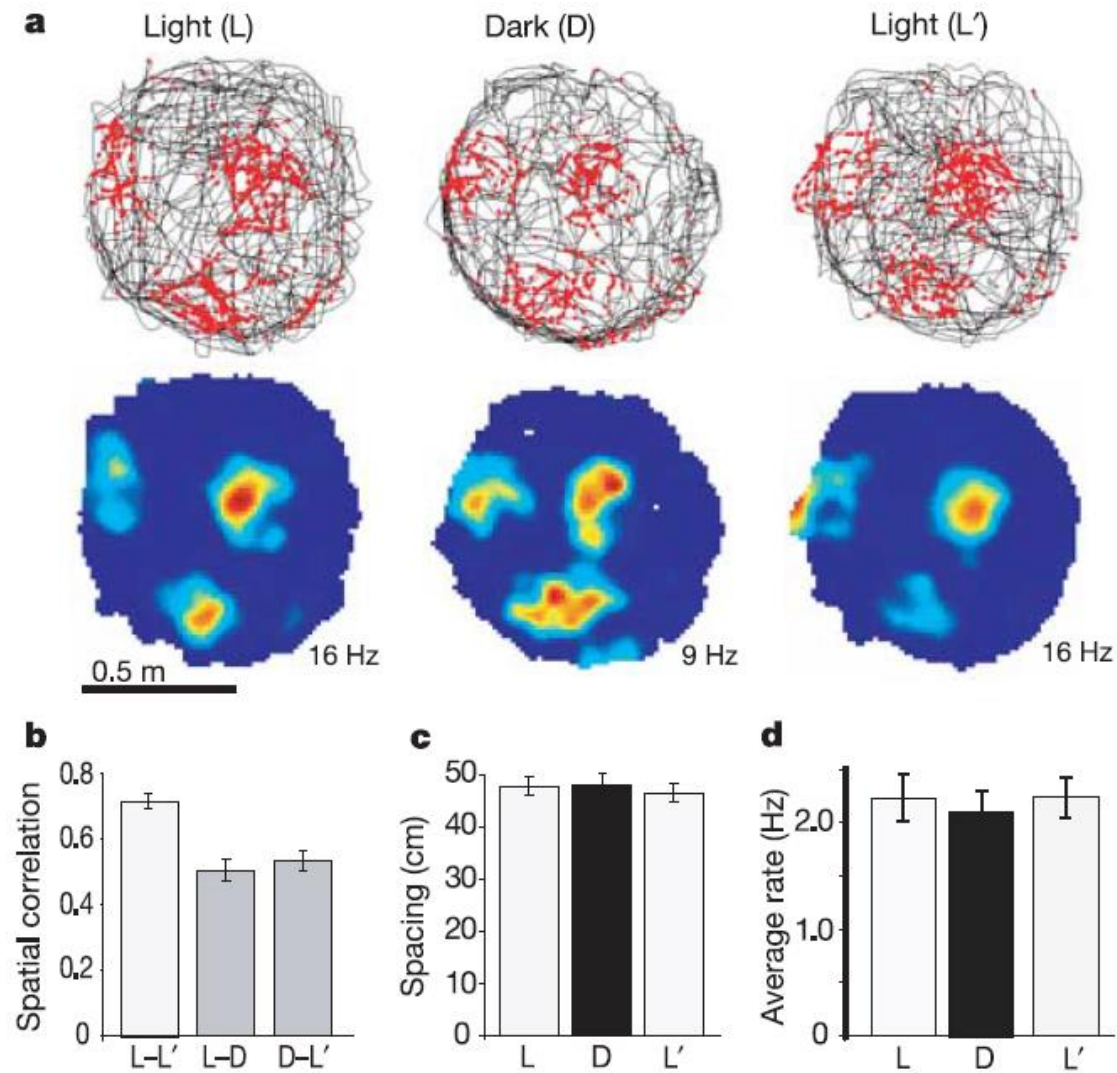 a
Light (L)
Dark (D)
Light (L′)
16 Hz
9 Hz
16 Hz
0.5 m
b
Spatial correlation
0.8
0.6
0.4
0.2
0
L–L′
L–D
D–L′
c
Spacing (cm)
50
40
30
20
10
0
L
D
L′
d
Average rate (Hz)
2.0
1.0
0
L
D
L′